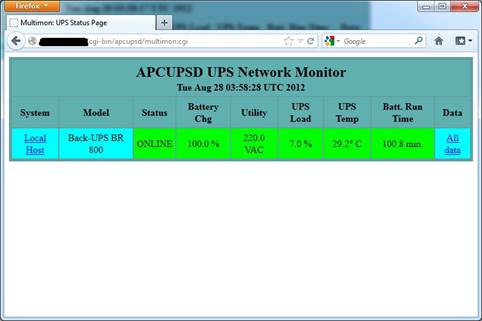 Firefox
Multimon: UPS Status Page
cgi-bin/apcupsd/multimon.cgi
Google
APCUPSD UPS Network Monitor
Tue Aug 28 03:58:28 UTC 2012
System Model Status Battery Chg Utility UPS Load UPS Temp Batt. Run Time Data
Local Host Back-UPS BR 800 ONLINE 100.0 % 220.0 VAC 7.0 % 29.2° C 100.8 min. All data